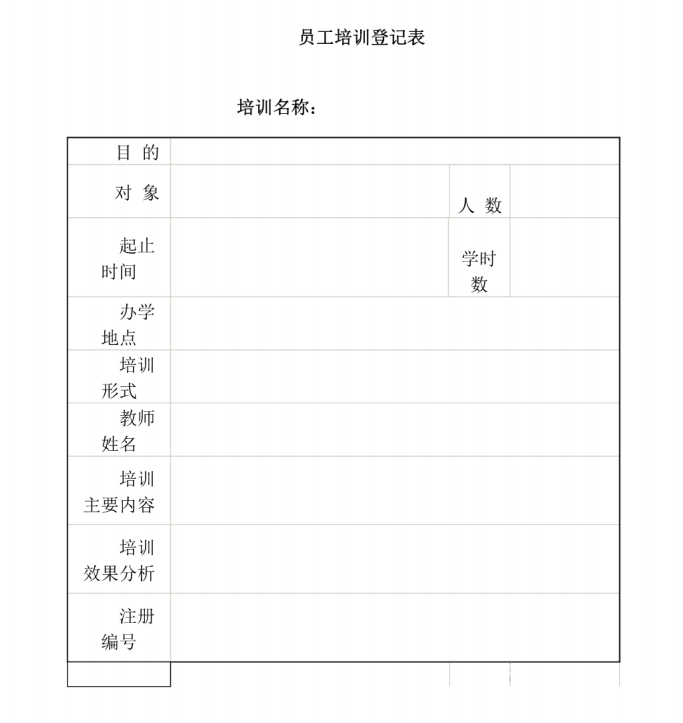 员工培训登记表
培训名称：
目 的
对 象
人 数
起止
时间
学时
数
办学
地点
培训
形式
教师
姓名
培训
主要内容
培训
效果分析
注册
编号